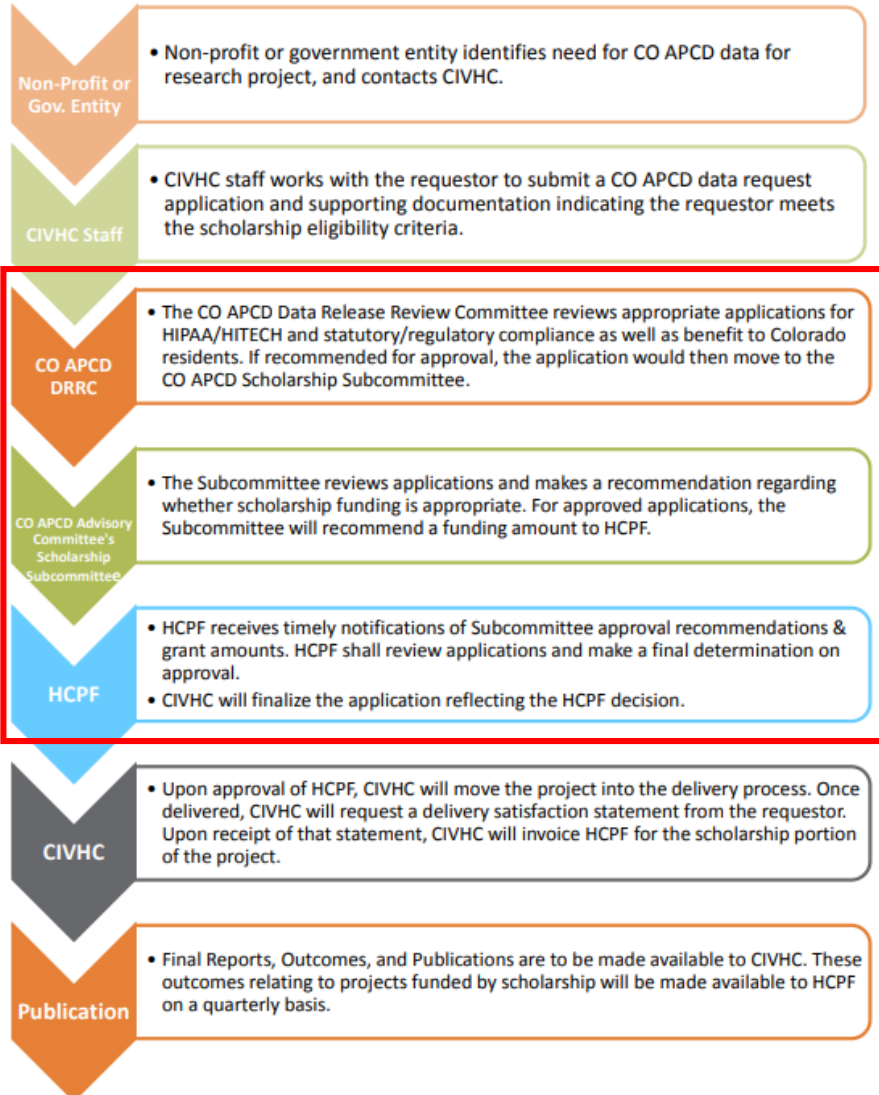 Non-Profit or
Gov. Entity
• Non-profit or government entity identifies need for CO APCD data for
research project, and contacts CIVHC.
CIVHC Staff
• CIVHC staff works with the requestor to submit a CO APCD data request
application and supporting documentation indicating the requestor meets
the scholarship eligibility criteria.
CO APCD
DRRC
• The CO APCD Data Release Review Committee reviews appropriate applications for
HIPAA/HITECH and statutory/regulatory compliance as well as benefit to Colorado
residents. If recommended for approval, the application would then move to the
CO APCD Scholarship Subcommittee.
CO APCD Advisory
Committee's
Scholarship
Subcommittee
• The Subcommittee reviews applications and makes a recommendation regarding
whether scholarship funding is appropriate. For approved applications, the
Subcommittee will recommend a funding amount to HCPF.
HCPF
• HCPF receives timely notifications of Subcommittee approval recommendations &
grant amounts. HCPF shall review applications and make a final determination on
approval.
• CIVHC will finalize the application reflecting the HCPF decision.
CIVHC
• Upon approval of HCPF, CIVHC will move the project into the delivery process. Once
delivered, CIVHC will request a delivery satisfaction statement from the requestor.
Upon receipt of that statement, CIVHC will invoice HCPF for the scholarship portion
of the project.
Publication
• Final Reports, Outcomes, and Publications are to be made available to CIVHC. These
outcomes relating to projects funded by scholarship will be made available to HCPF
on a quarterly basis.